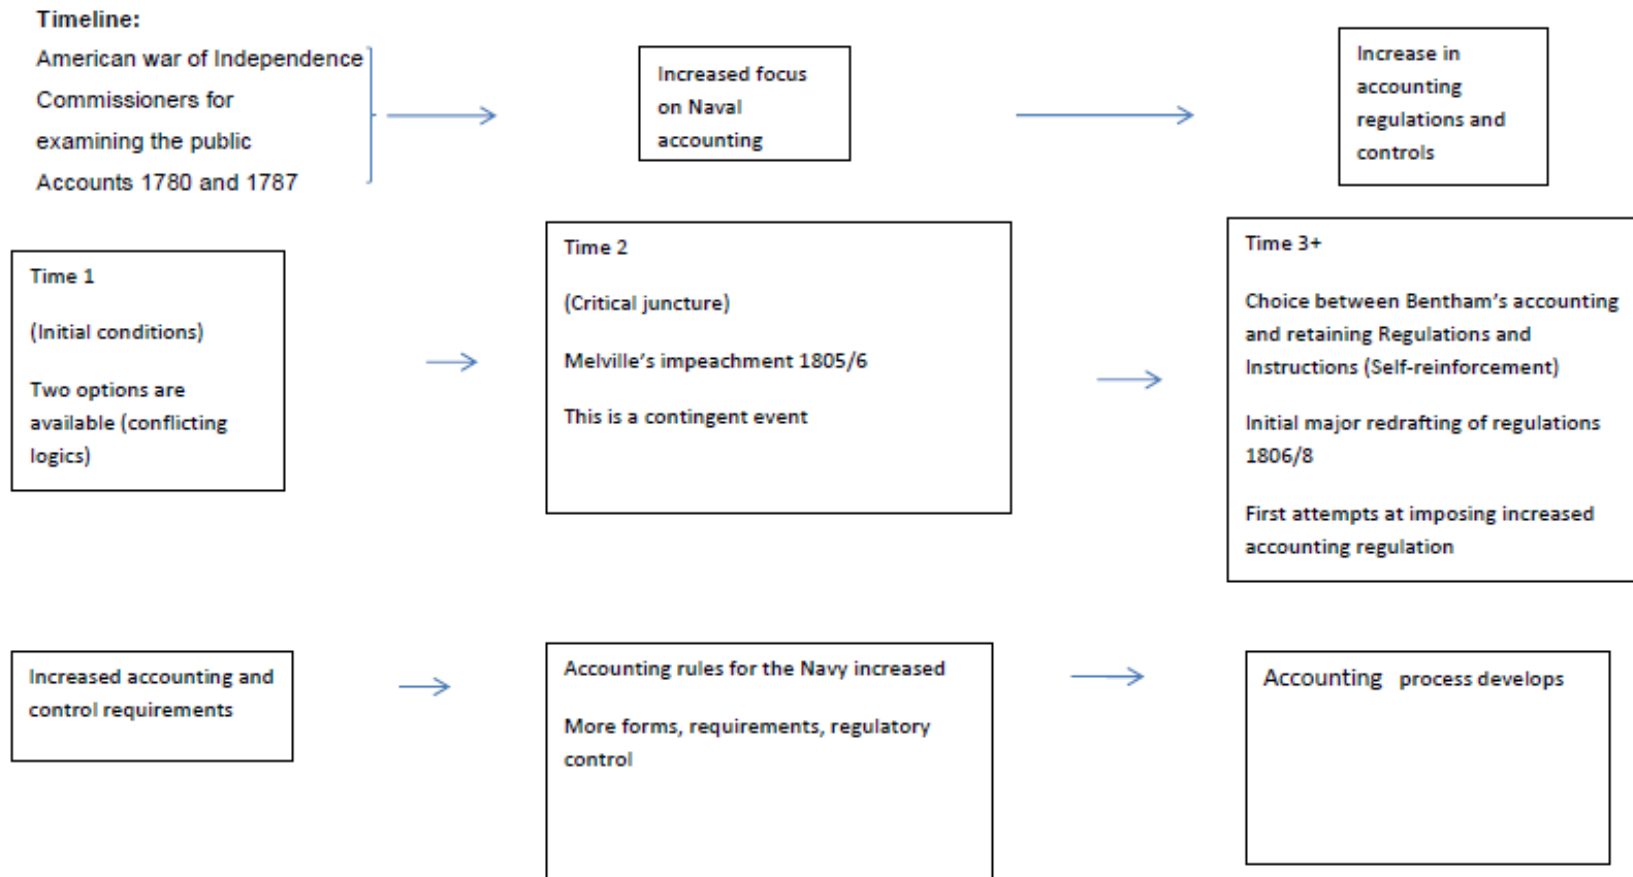 Timeline:
American war of Independence
Commissioners for
examining the public
Accounts 1780 and 1787
Increased focus
on Naval
accounting
Increase in
accounting
regulations and
controls
Time 1
(Initial conditions)
Two options are
available (conflicting
logics)
Time 2
(Critical juncture)
Melville's impeachment 1805/6
This is a contingent event
Time 3+
Choice between Bentham's accounting
and retaining Regulations and
Instructions (Self-reinforcement)
Initial major redrafting of regulations
1806/8
First attempts at imposing increased
accounting regulation
Increased accounting and
control requirements
Accounting rules for the Navy increased
More forms, requirements, regulatory
control
Accounting process develops